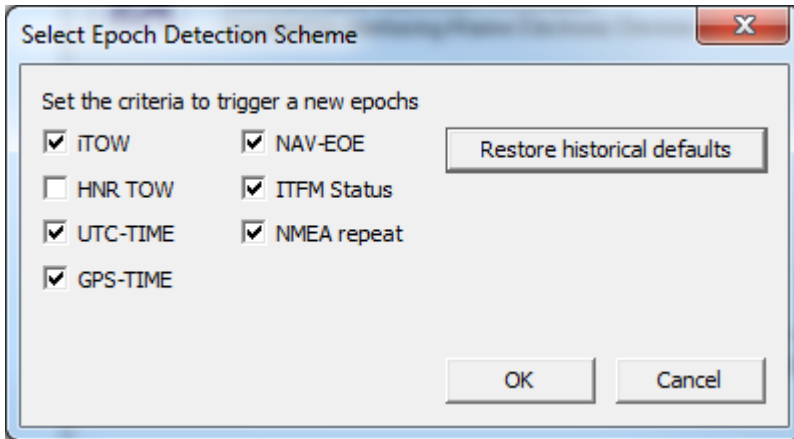 Select Epoch Detection Scheme
Set the criteria to trigger a new epochs
iTOW
NAV-EOE
Restore historical defaults
HNR TOW
ITFM Status
UTC-TIME
NMEA repeat
GPS-TIME
OK
Cancel